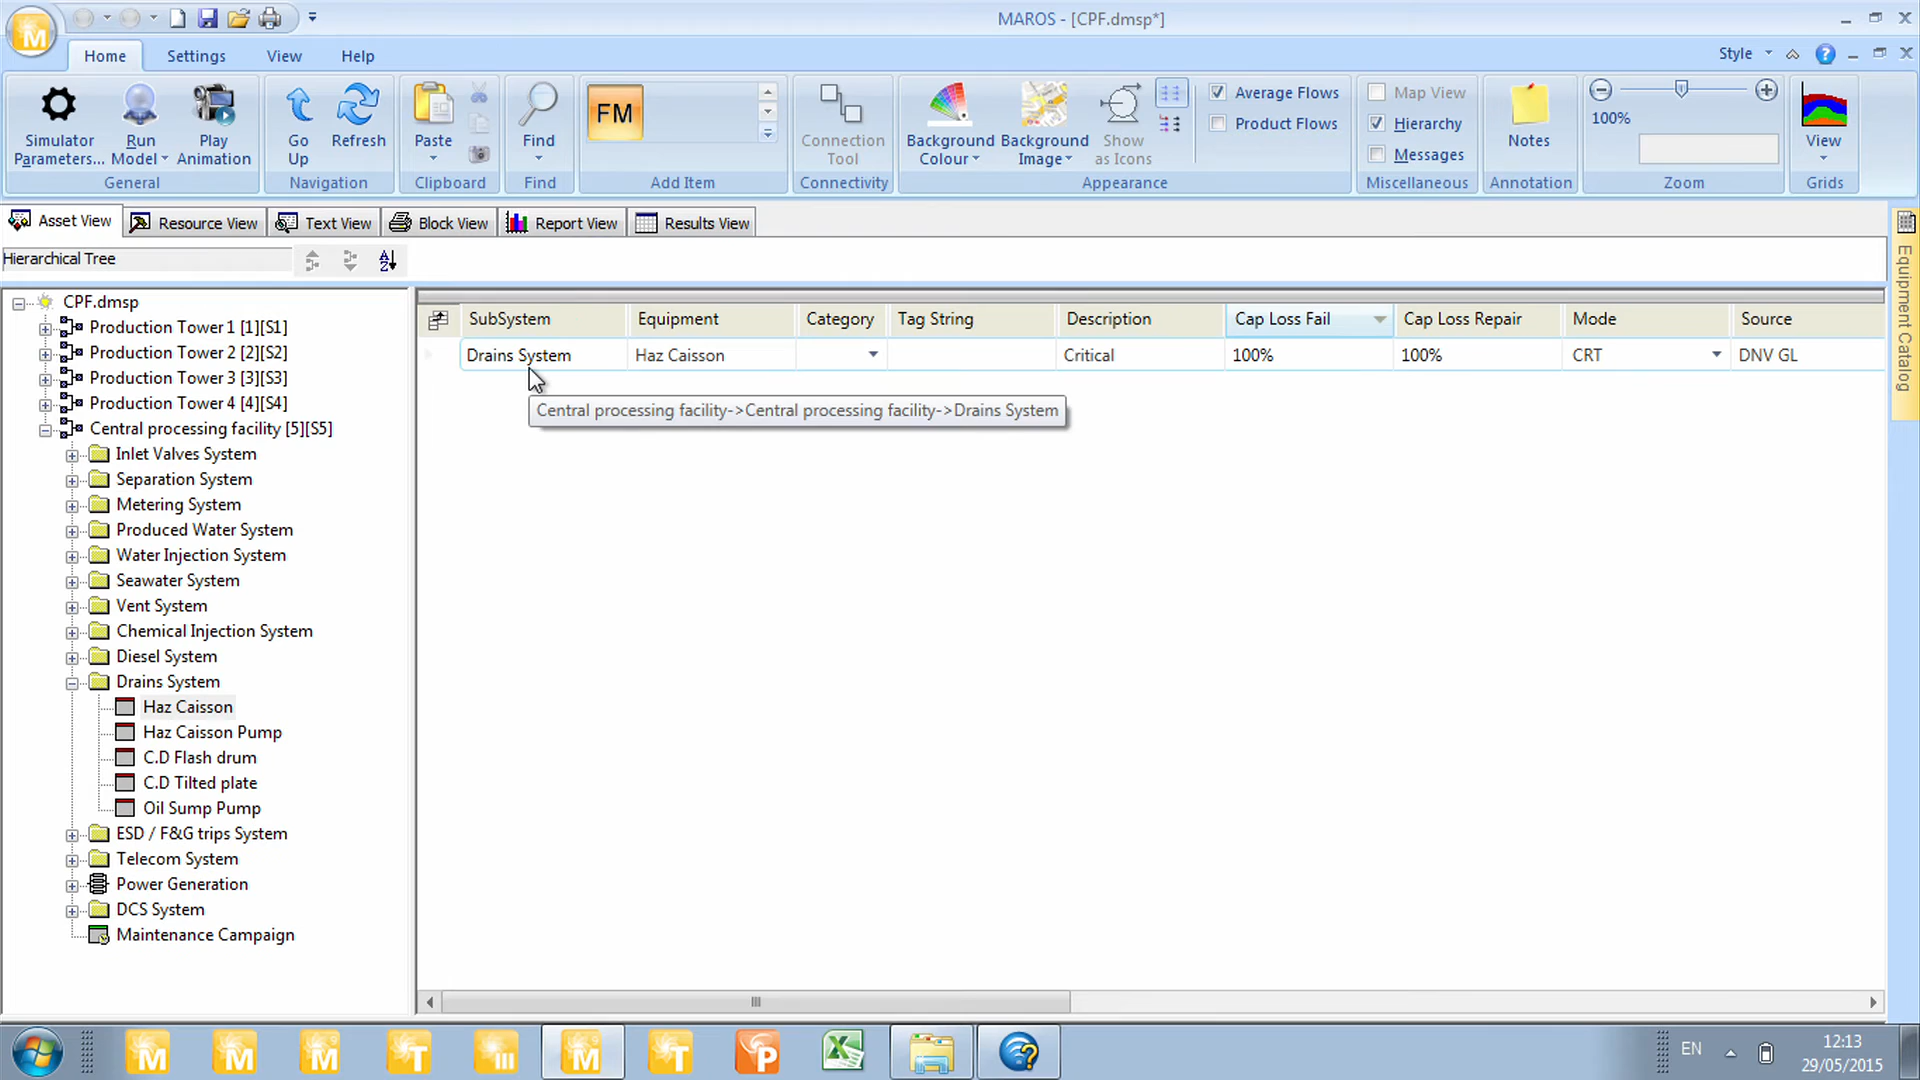 MAROS - [CPF.dmsp*]
Home Settings View Help Style
Simulator Parameters...
Run Model
Play Animation
General
Go Up
Refresh
Navigation
Paste
Clipboard
Find
Find
FM
Add Item
Connection Tool
Connectivity
Background Colour
Background Image
Show as Icons
Average Flows
Product Flows
Appearance
Map View
Hierarchy
Messages
Miscellaneous
Notes
Annotation
100%
Zoom
View
Grids
Asset View Resource View Text View Block View Report View Results View
Hierarchical Tree
Equipment Catalog
CPF.dmsp
Production Tower 1 [1][S1]
Production Tower 2 [2][S2]
Production Tower 3 [3][S3]
Production Tower 4 [4][S4]
Central processing facility [5][S5]
Inlet Valves System
Separation System
Metering System
Produced Water System
Water Injection System
Seawater System
Vent System
Chemical Injection System
Diesel System
Drains System
Haz Caisson
Haz Caisson Pump
C.D Flash drum
C.D Tilted plate
Oil Sump Pump
ESD / F&G trips System
Telecom System
Power Generation
DCS System
Maintenance Campaign
SubSystem Equipment Category Tag String Description Cap Loss Fail Cap Loss Repair Mode Source
Drains System Haz Caisson Critical 100% 100% CRT DNV GL
Central processing facility->Central processing facility->Drains System
EN
12:13
29/05/2015